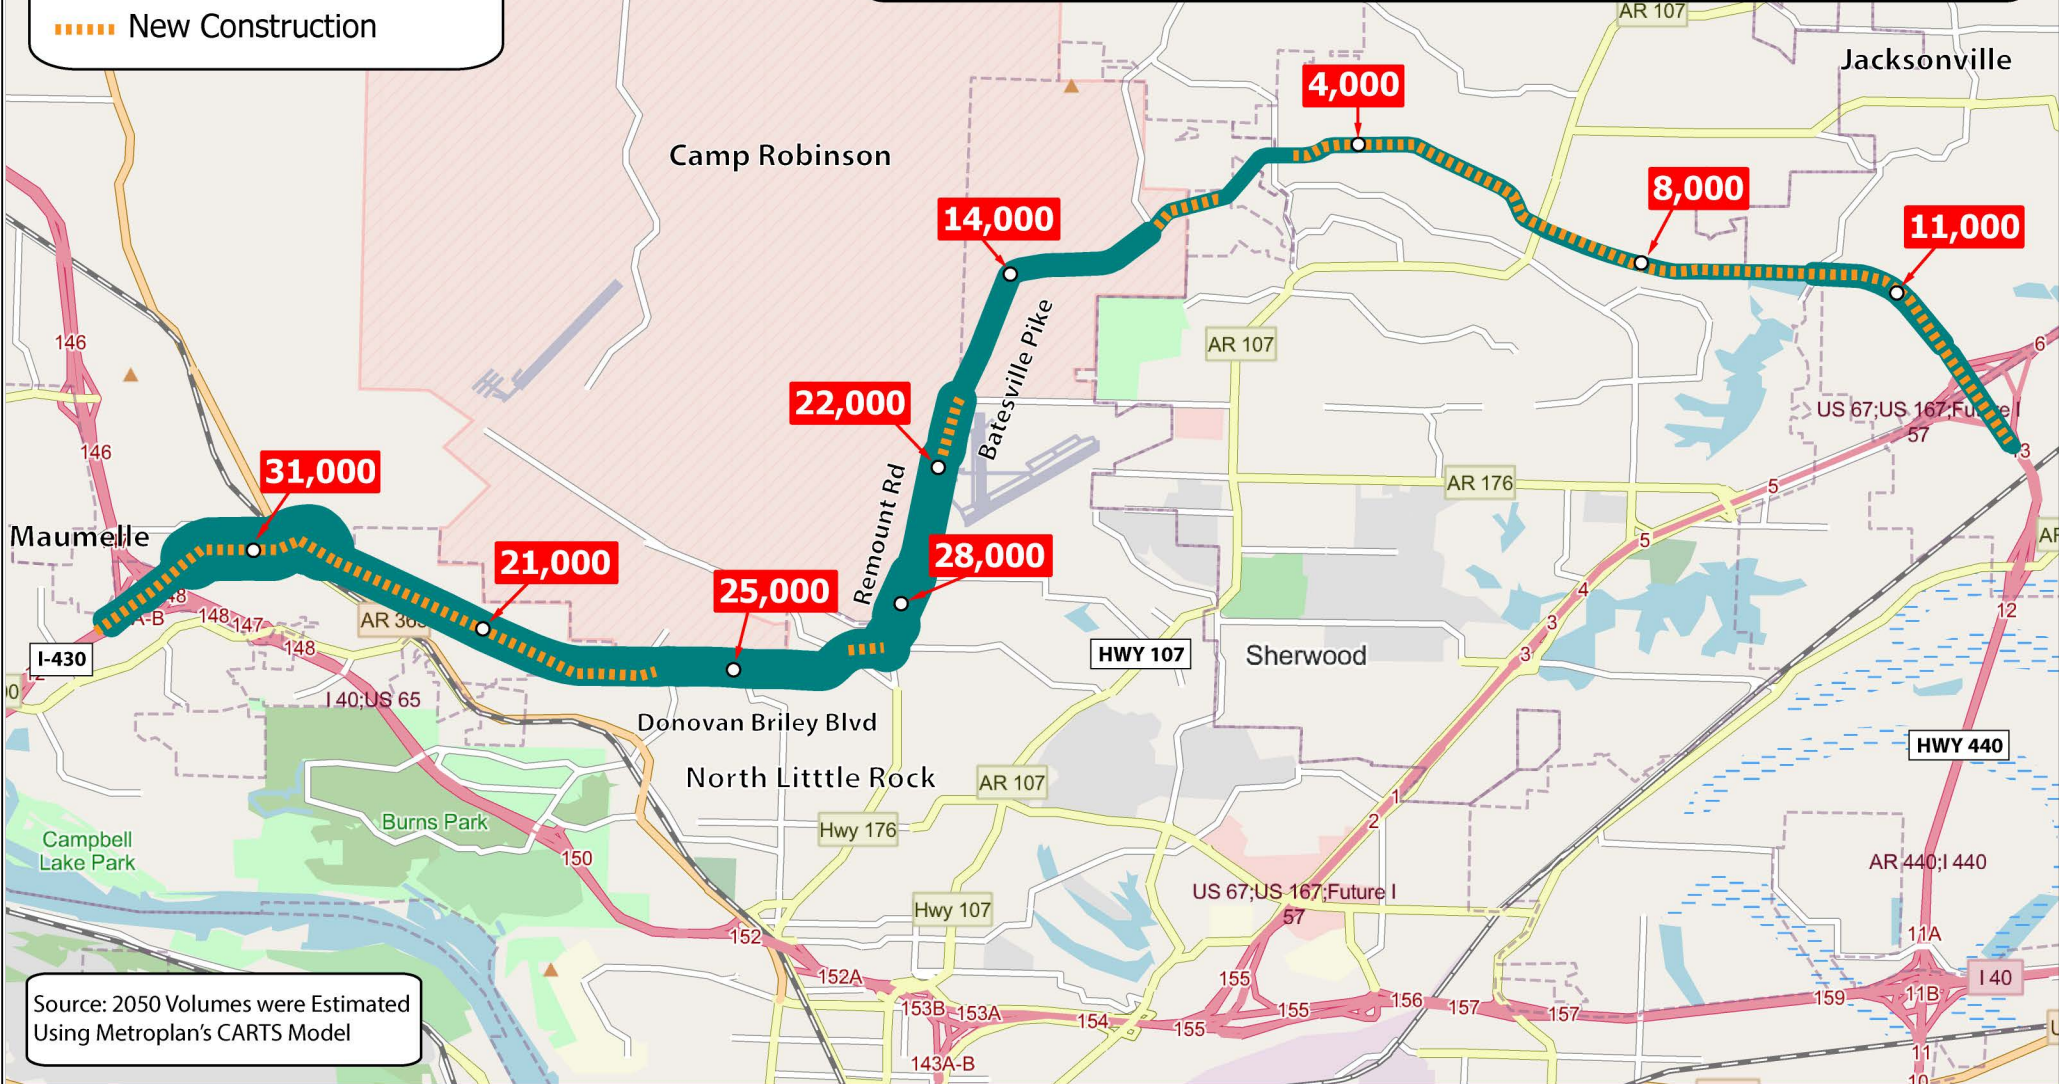 New Construction
AR 107
Jacksonville
4,000
Camp Robinson
8,000
14,000
11,000
146
AR 107
6
Batesville Pike
22,000
US 67;US 167;Future I
57
146
31,000
Remount Rd
AR 176
5
3
Maumelle
21,000
28,000
25,000
5
4
148
A-B
148
147
AR 365
148
3
12
I-430
HWY 107
Sherwood
3
I 40;US 65
Donovan Briley Blvd
HWY 440
North Litttle Rock
AR 107
1
2
Burns Park
Hwy 176
Campbell
Lake Park
150
AR 440;I 440
US 67;US 167;Future I
57
Hwy 107
152
11A
152A
155
I 40
Source: 2050 Volumes were Estimated
Using Metroplan's CARTS Model
153B
153A
154
155
155
156
157
157
159
11B
143A-B
11
10